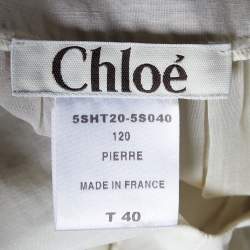 Chloé
5SHT20-5S040
120
PIERRE
MADE IN FRANCE
T 40